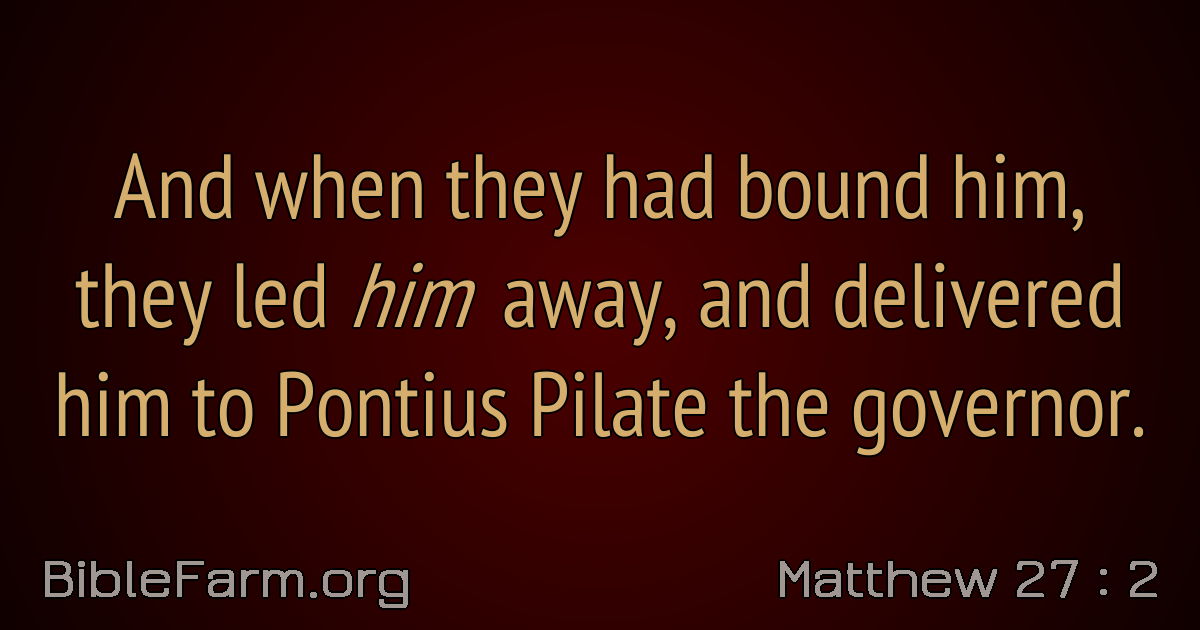 And when they had bound him,
they led him away, and delivered
him to Pontius Pilate the governor.
BibleFarm.org
Matthew 27 : 2